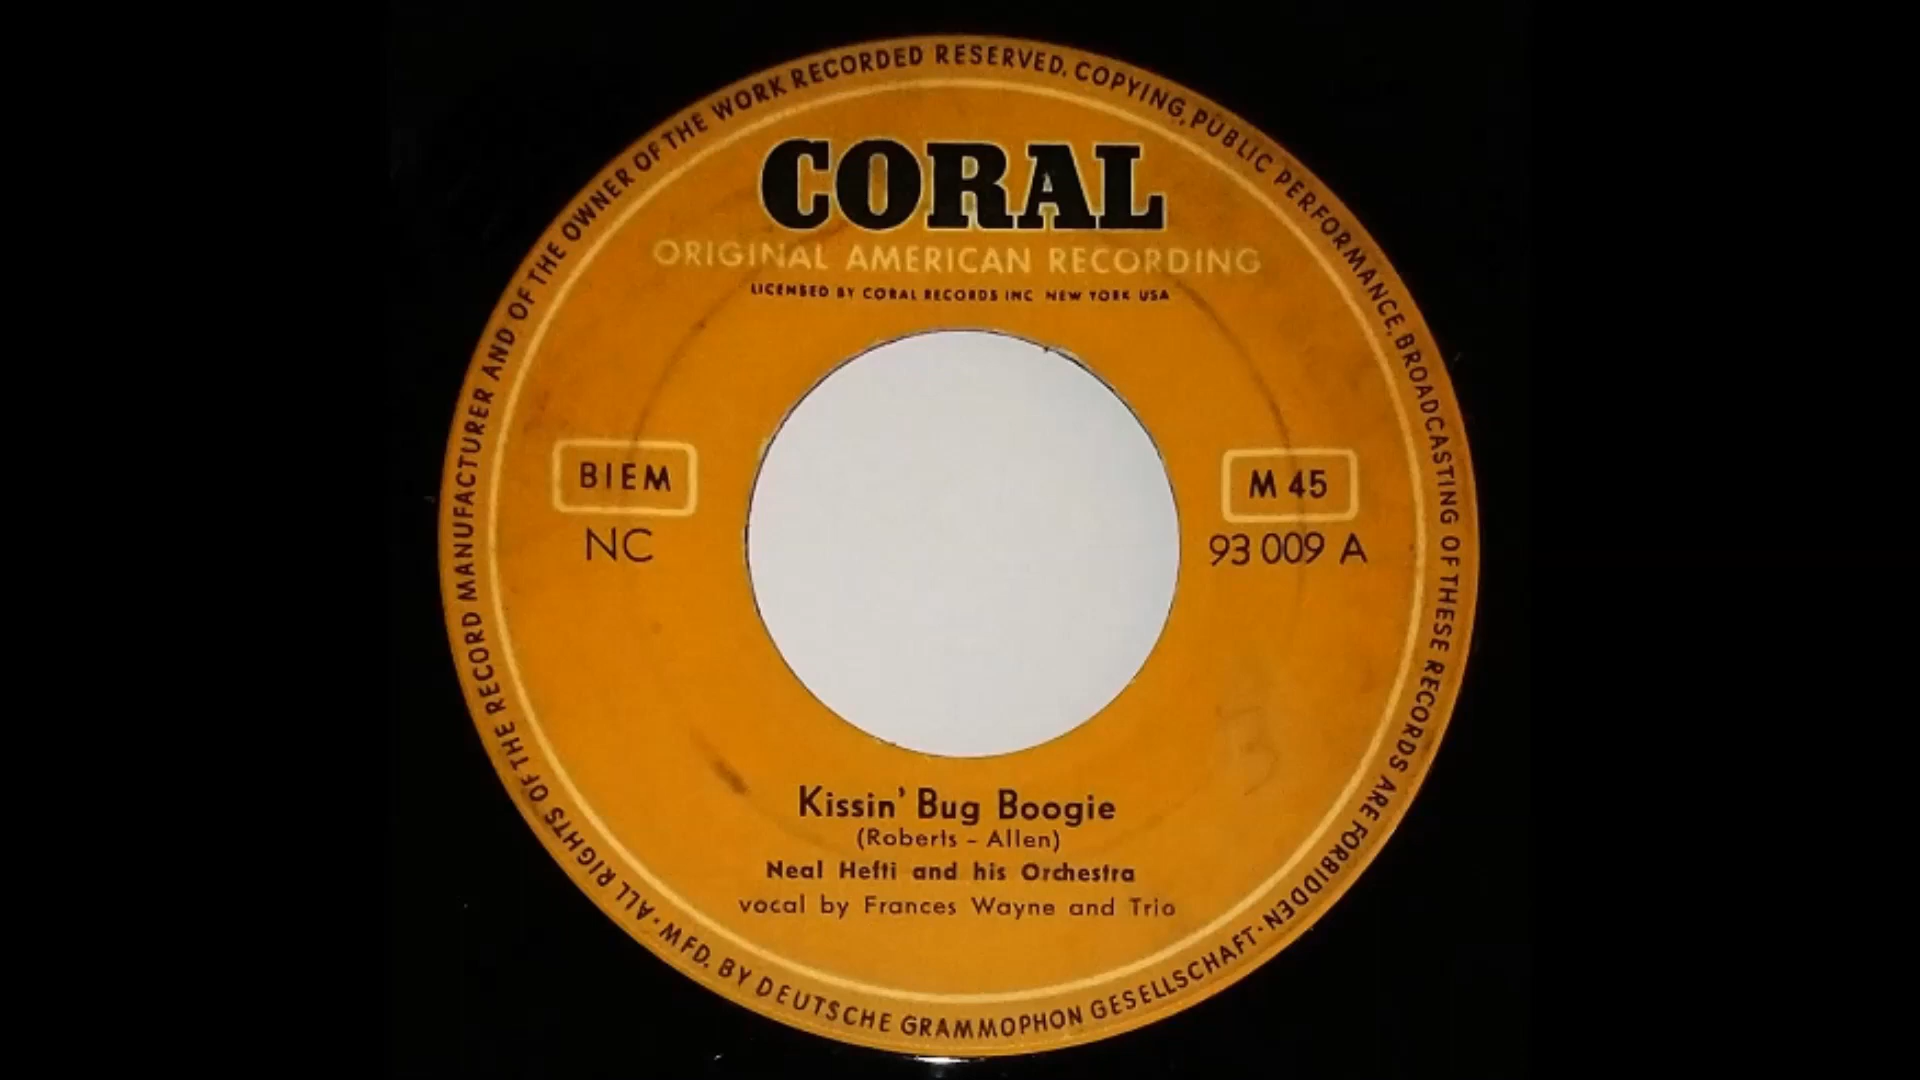 ALL RIGHTS OF THE RECORD MANUFACTURER AND OF THE OWNER OF THE WORK RECORDED RESERVED. COPYING, PUBLIC PERFORMANCE, BROADCASTING OF THESE RECORDS ARE FORBIDDEN · MFD. BY DEUTSCHE GRAMMOPHON GESELLSCHAFT ·
CORAL
ORIGINAL AMERICAN RECORDING
LICENSED BY CORAL RECORDS INC NEW YORK USA
BIEM
NC
M 45
93 009 A
Kissin' Bug Boogie
(Roberts - Allen)
Neal Hefti and his Orchestra
vocal by Frances Wayne and Trio